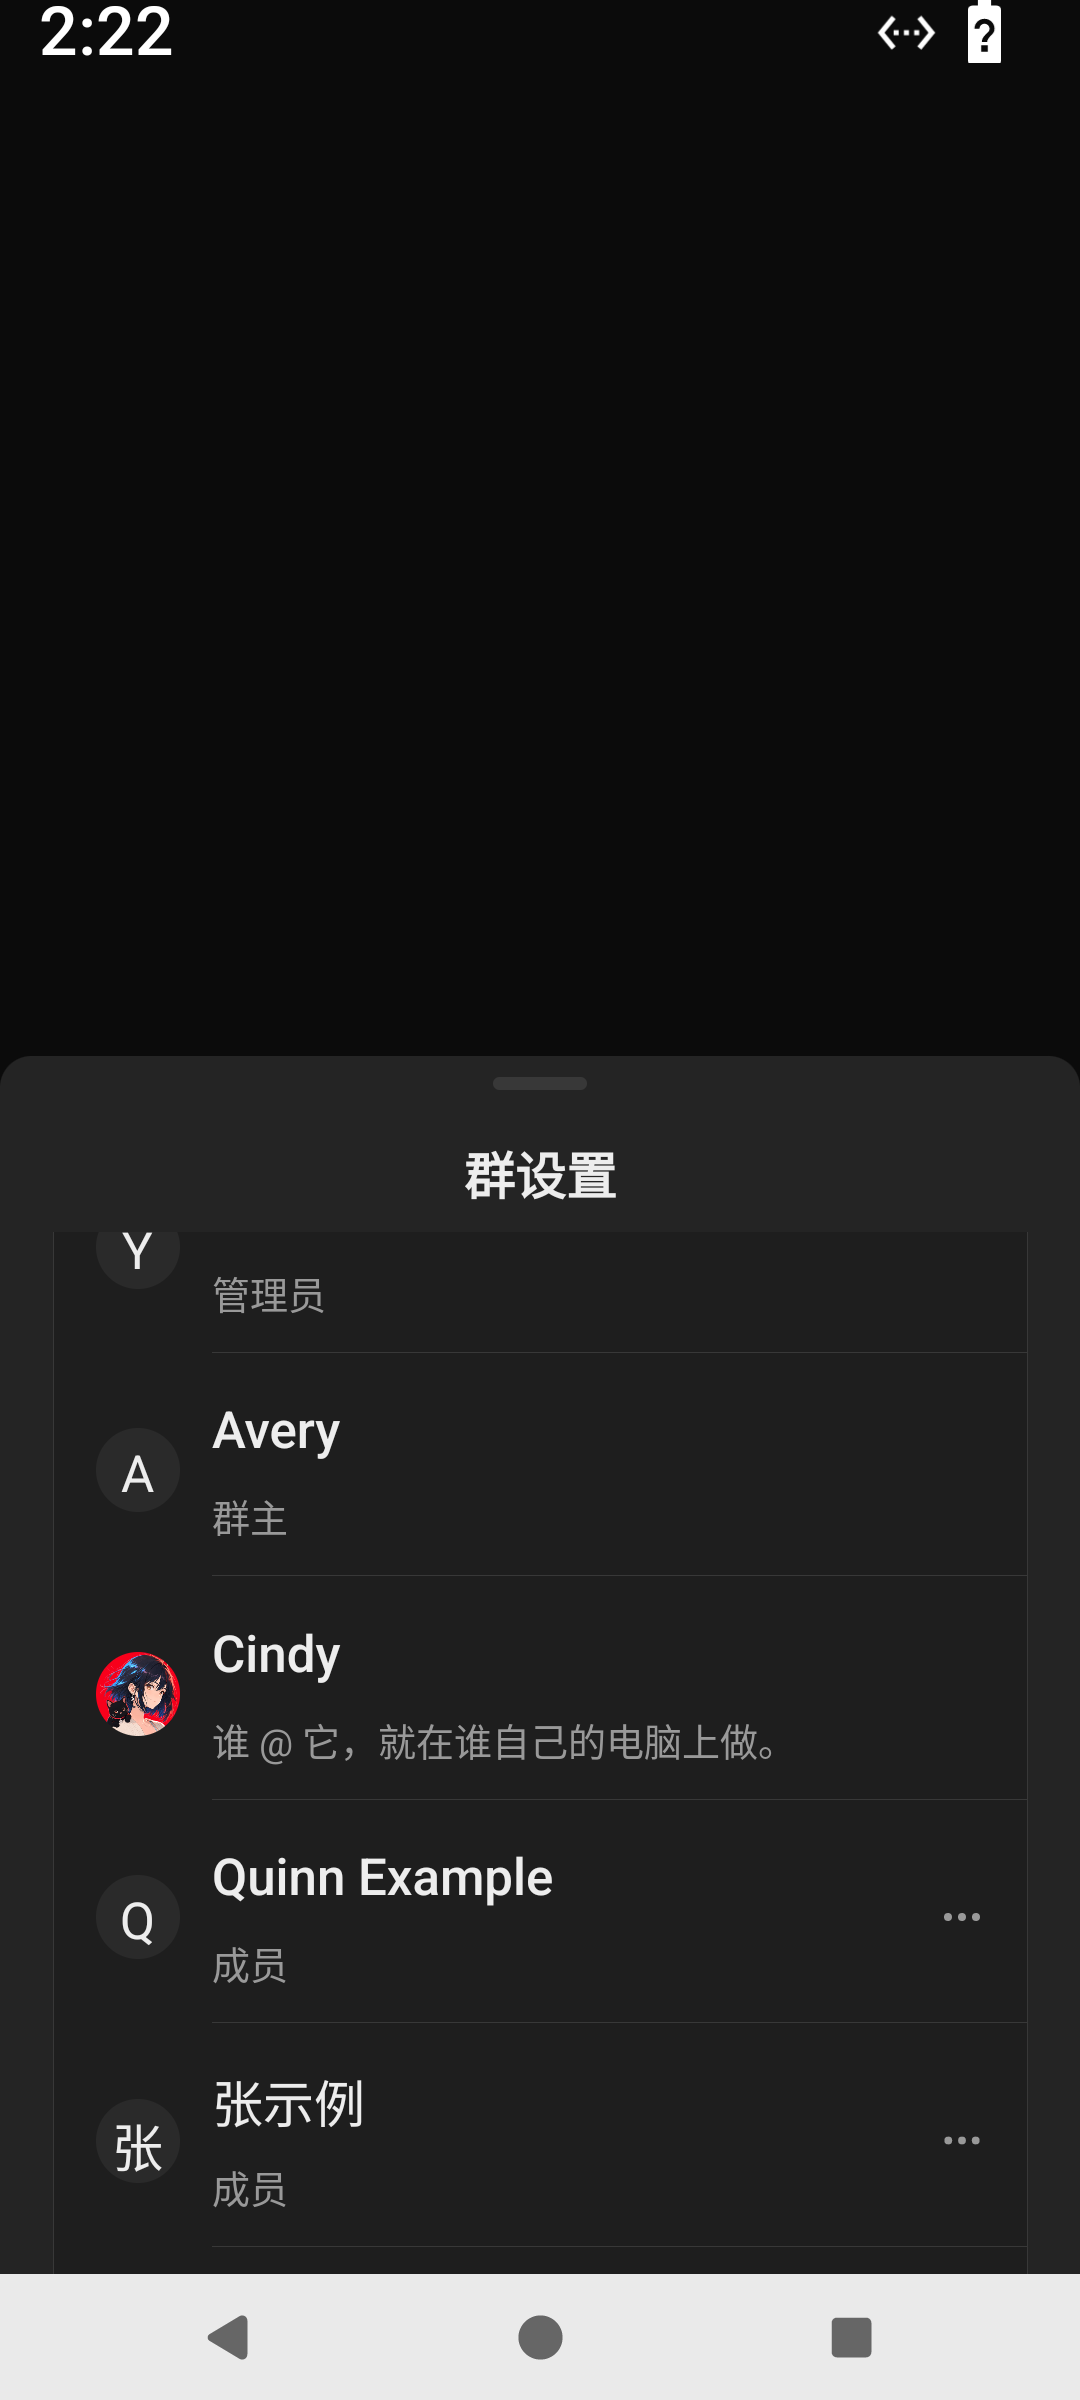 2:22
群设置
Y
管理员
A
Avery
群主
Cindy
谁 @ 它，就在谁自己的电脑上做。
Q
Quinn Example
成员
张
张示例
成员